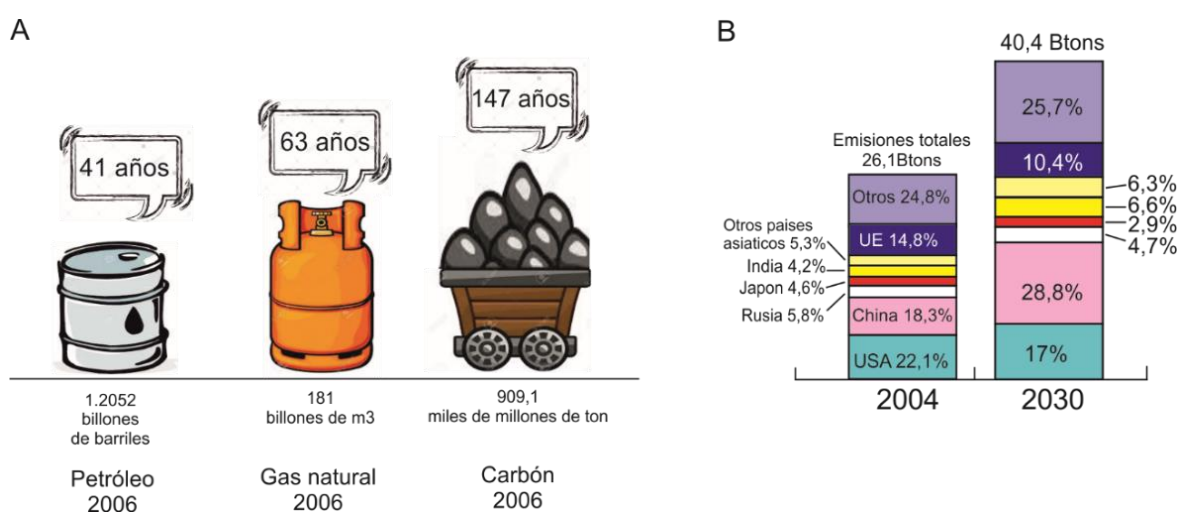 A
41 años
63 años
147 años
1.2052
billones
de barriles
181
billones de m3
909,1
miles de millones de ton
Petróleo
2006
Gas natural
2006
Carbón
2006
B
40,4 Btons
Emisiones totales
26,1Btons
Otros 24,8%
UE 14,8%
Otros paises
asiaticos 5,3%
India 4,2%
Japon 4,6%
Rusia 5,8%
China 18,3%
USA 22,1%
25,7%
10,4%
6,3%
6,6%
2,9%
4,7%
28,8%
17%
2004
2030